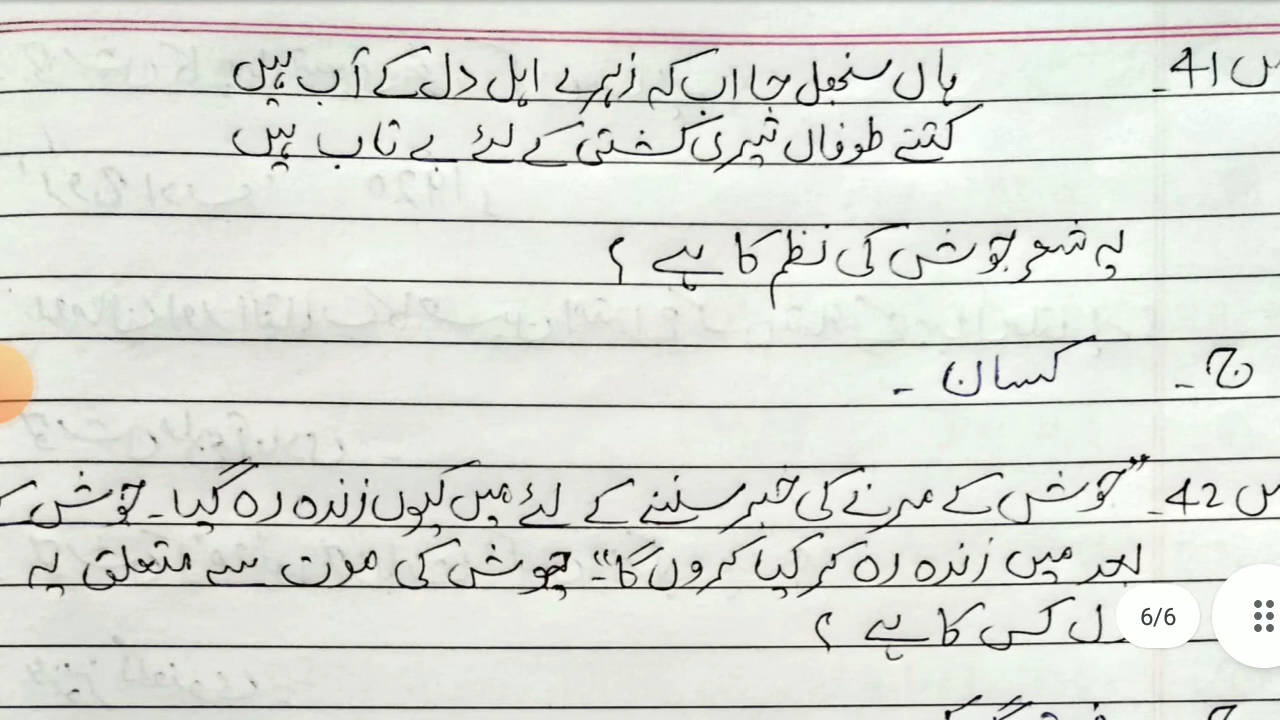 س 41۔ ہاں سنبھل جا اب کہ زہرے اہل دل کے آب ہیں
کتنے طوفاں تیری کشتی کے لئے بے تاب ہیں
یہ شعر جوش کی نظم کا ہے ؟
ج۔ کسان ۔
س 42۔ "جوش کے مرنے کی خبر سننے کے لئے میں کیوں زندہ رہ گیا۔ جوش کے
بعد میں زندہ رہ کر کیا کروں گا"۔ جوش کی موت سے متعلق یہ
کس کا ہے ؟
6/6